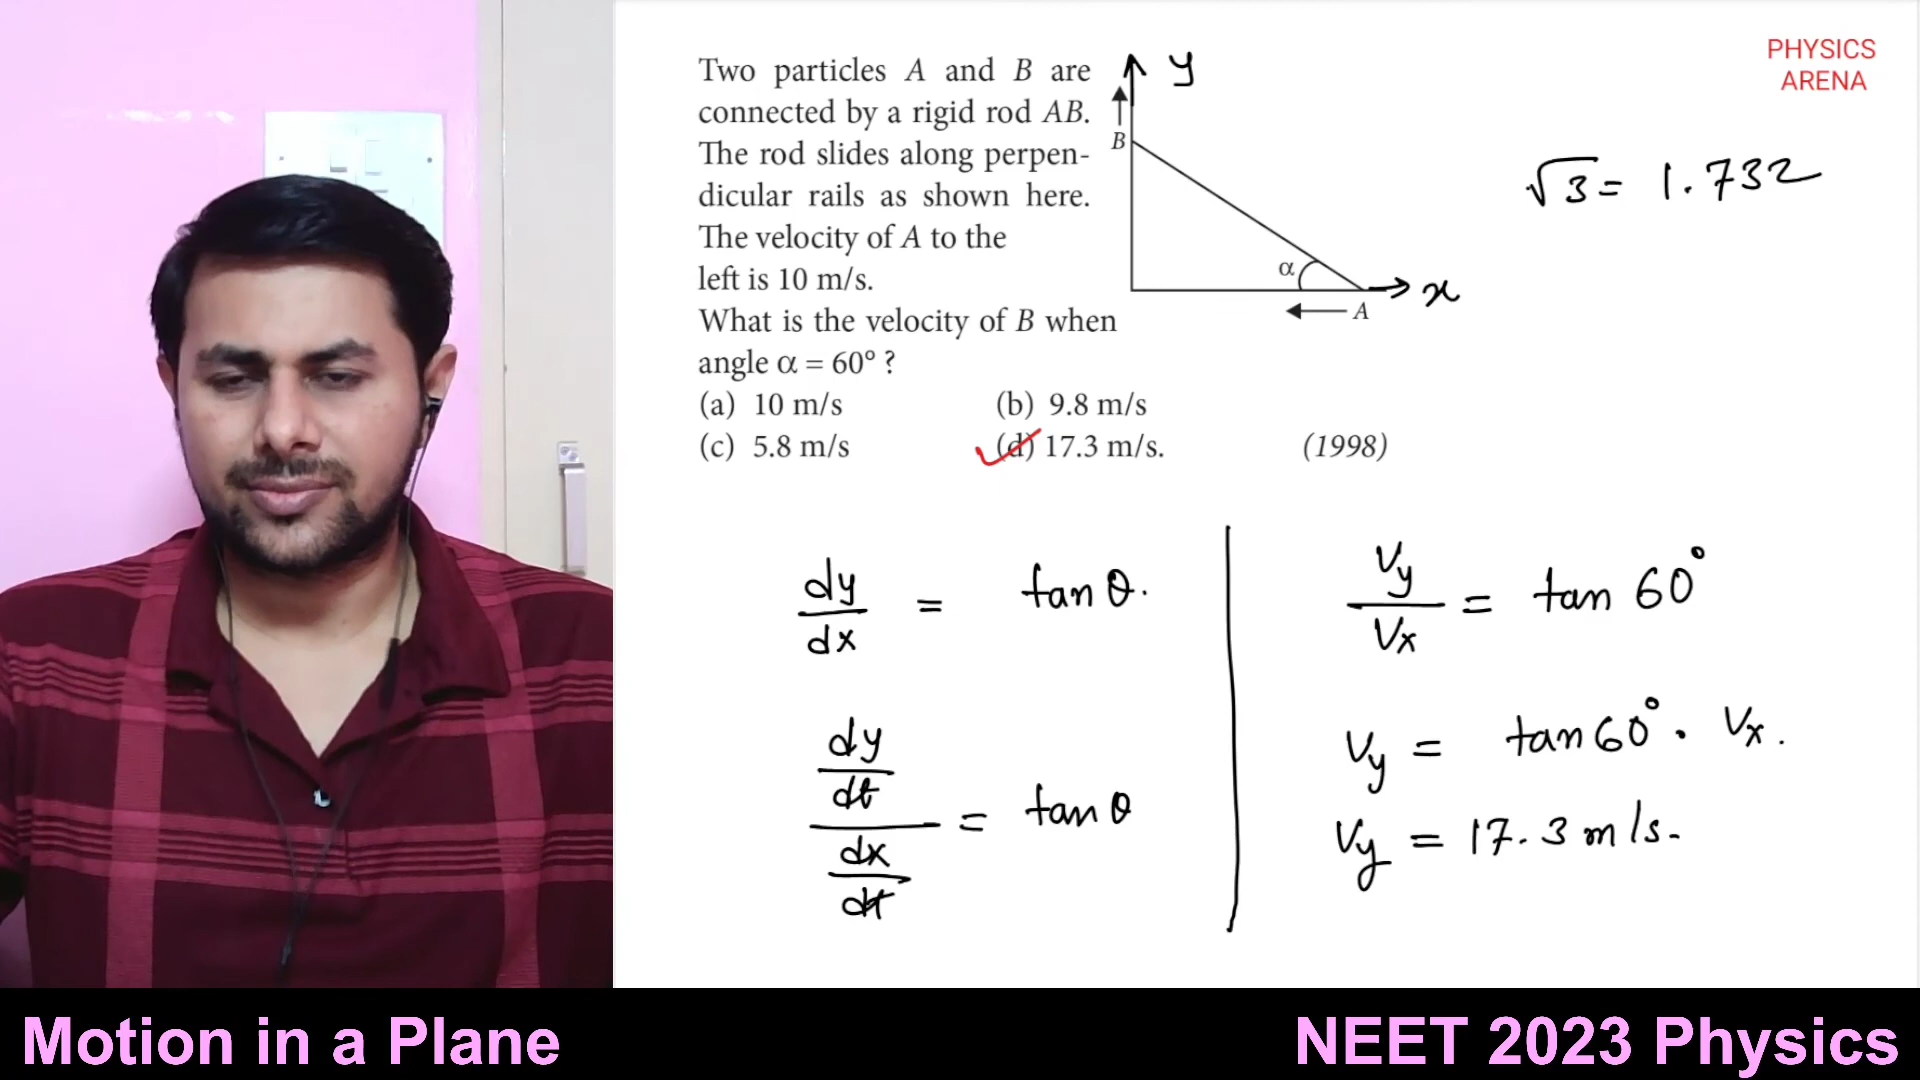 PHYSICS
ARENA
Two particles A and B are
connected by a rigid rod AB.
The rod slides along perpen-
dicular rails as shown here.
The velocity of A to the
left is 10 m/s.
What is the velocity of B when
angle α = 60° ?
(a) 10 m/s (b) 9.8 m/s
(c) 5.8 m/s (d) 17.3 m/s. (1998)
y
B
α
x
A
√3 = 1.732
dy/dx = tan θ.
(dy/dt)/(dx/dt) = tan θ
Vy/Vx = tan 60°
Vy = tan 60° . Vx.
Vy = 17.3 m/s.
Motion in a Plane
NEET 2023 Physics